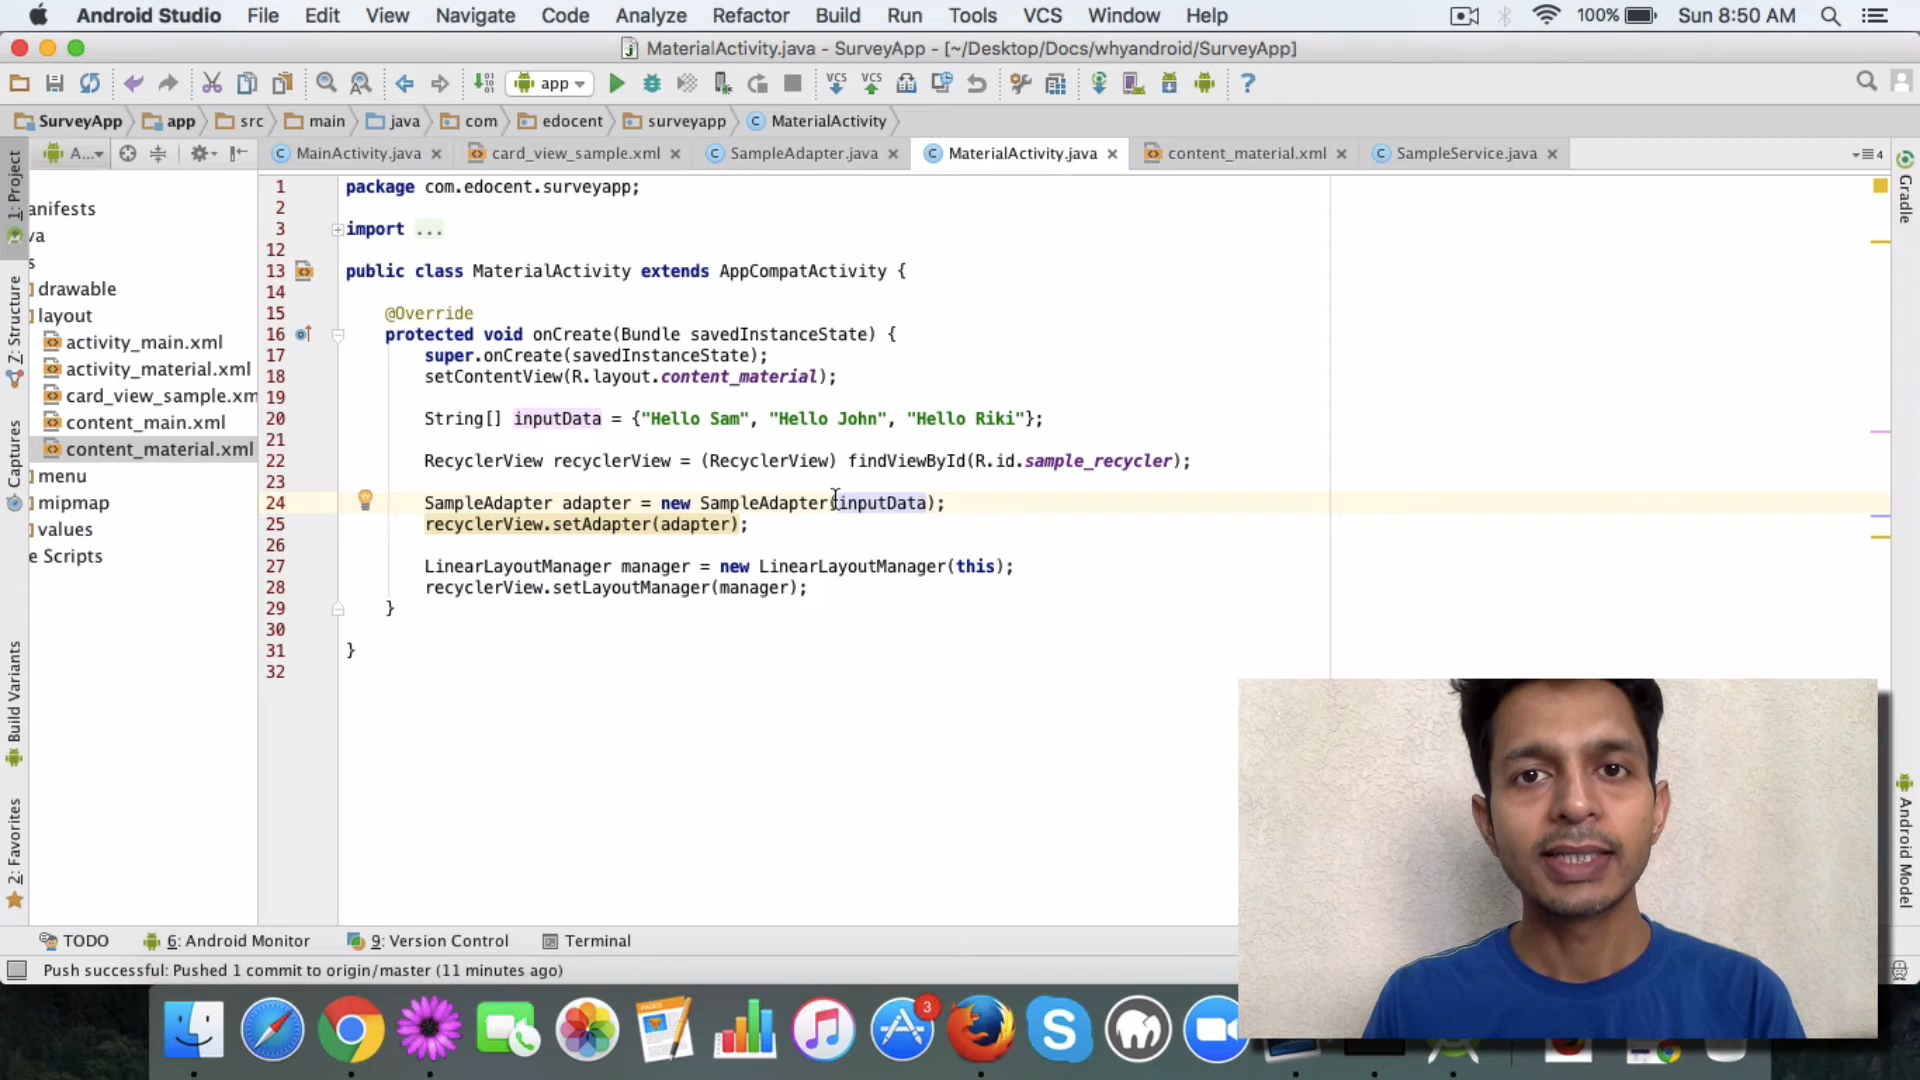 Android Studio File Edit View Navigate Code Analyze Refactor Build Run Tools VCS Window Help 100% Sun 8:50 AM
MaterialActivity.java - SurveyApp - [~/Desktop/Docs/whyandroid/SurveyApp]
app VCS VCS ?
SurveyApp app src main java com edocent surveyapp MaterialActivity
A... MainActivity.java card_view_sample.xml SampleAdapter.java MaterialActivity.java content_material.xml SampleService.java 4
1: Project
Z: Structure
Captures
Build Variants
2: Favorites
anifests
va
s
drawable
layout
activity_main.xml
activity_material.xml
card_view_sample.xm
content_main.xml
content_material.xml
menu
mipmap
values
e Scripts
1 package com.edocent.surveyapp;
2
3 import ...
12
13 public class MaterialActivity extends AppCompatActivity {
14
15 @Override
16 protected void onCreate(Bundle savedInstanceState) {
17 super.onCreate(savedInstanceState);
18 setContentView(R.layout.content_material);
19
20 String[] inputData = {"Hello Sam", "Hello John", "Hello Riki"};
21
22 RecyclerView recyclerView = (RecyclerView) findViewById(R.id.sample_recycler);
23
24 SampleAdapter adapter = new SampleAdapter(inputData);
25 recyclerView.setAdapter(adapter);
26
27 LinearLayoutManager manager = new LinearLayoutManager(this);
28 recyclerView.setLayoutManager(manager);
29 }
30
31 }
32
Gradle
Android Model
TODO 6: Android Monitor 9: Version Control Terminal
Push successful: Pushed 1 commit to origin/master (11 minutes ago)
PAGES
3